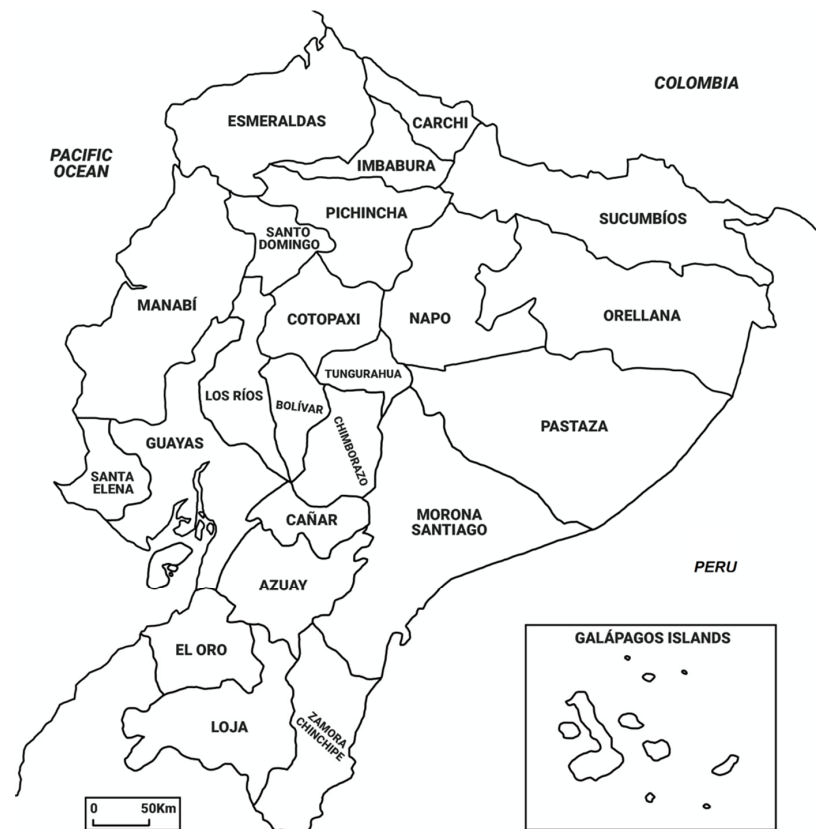 COLOMBIA
ESMERALDAS
CARCHI
PACIFIC
OCEAN
IMBABURA
PICHINCHA
SUCUMBÍOS
SANTO
DOMINGO
MANABÍ
COTOPAXI
NAPO
ORELLANA
TUNGURAHUA
LOS RÍOS
BOLÍVAR
PASTAZA
GUAYAS
CHIMBORAZO
SANTA
ELENA
CAÑAR
MORONA
SANTIAGO
AZUAY
PERU
EL ORO
GALÁPAGOS ISLANDS
LOJA
ZAMORA
CHINCHIPE
0 50Km